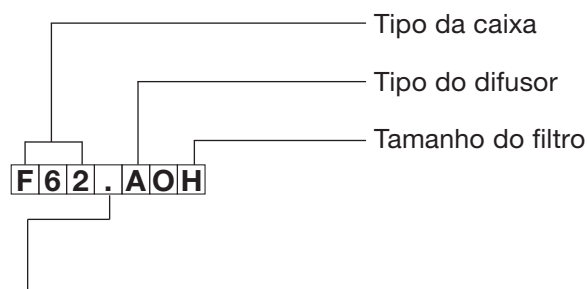 Tipo da caixa
Tipo do difusor
Tamanho do filtro
F62.AOH